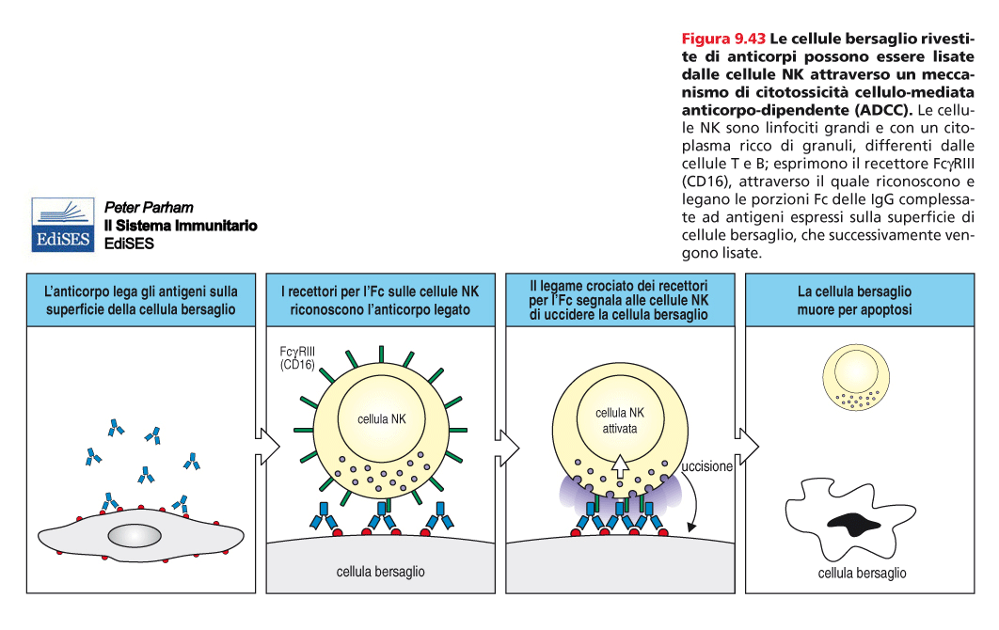 Figura 9.43 Le cellule bersaglio rivesti-
te di anticorpi possono essere lisate
dalle cellule NK attraverso un mecca-
nismo di citotossicità cellulo-mediata
anticorpo-dipendente (ADCC). Le cellu-
le NK sono linfociti grandi e con un cito-
plasma ricco di granuli, differenti dalle
cellule T e B; esprimono il recettore FcγRIII
(CD16), attraverso il quale riconoscono e
legano le porzioni Fc delle IgG complessa-
te ad antigeni espressi sulla superficie di
cellule bersaglio, che successivamente ven-
gono lisate.
EdiSES
Peter Parham
Il Sistema Immunitario
EdiSES
L'anticorpo lega gli antigeni sulla
superficie della cellula bersaglio
I recettori per l'Fc sulle cellule NK
riconoscono l'anticorpo legato
FcγRIII
(CD16)
cellula NK
cellula bersaglio
Il legame crociato dei recettori
per l'Fc segnala alle cellule NK
di uccidere la cellula bersaglio
cellula NK
attivata
uccisione
La cellula bersaglio
muore per apoptosi
cellula bersaglio